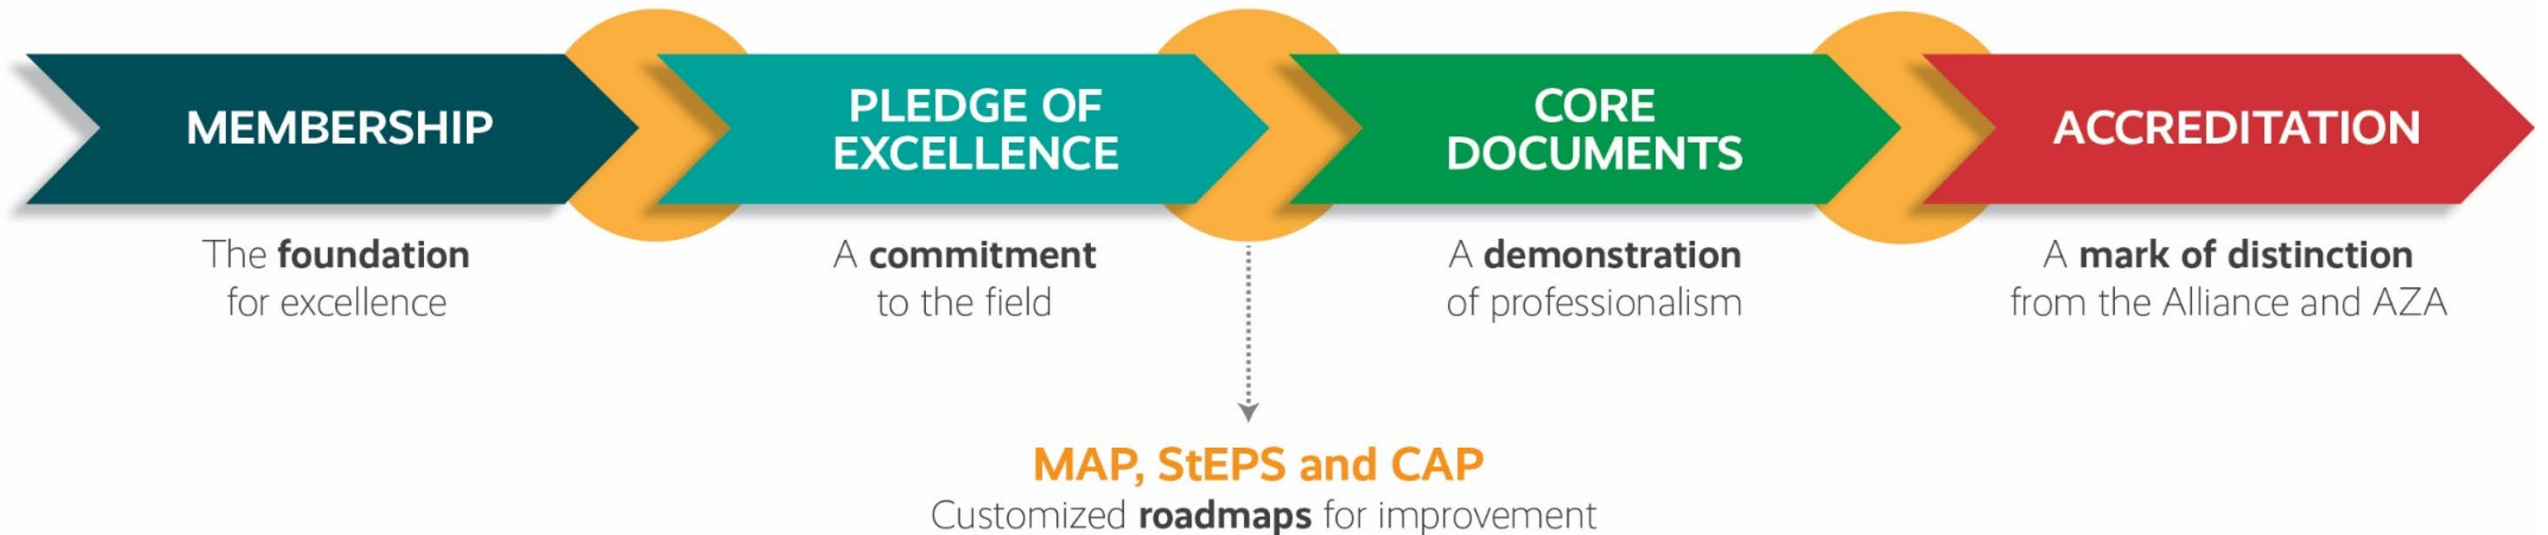 MEMBERSHIP
The foundation
for excellence
PLEDGE OF
EXCELLENCE
A commitment
to the field
CORE
DOCUMENTS
A demonstration
of professionalism
ACCREDITATION
A mark of distinction
from the Alliance and AZA
MAP, StEPS and CAP
Customized roadmaps for improvement